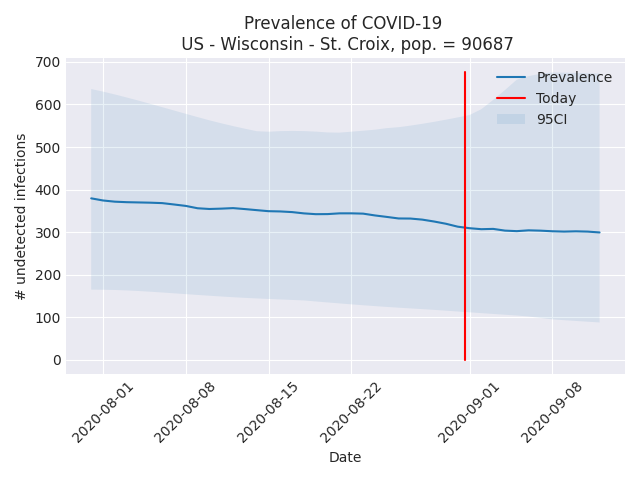 Prevalence of COVID-19
US - Wisconsin - St. Croix, pop. = 90687
Prevalence
Today
95CI
# undetected infections
700
600
500
400
300
200
100
0
2020-08-01
2020-08-08
2020-08-15
2020-08-22
2020-09-01
2020-09-08
Date